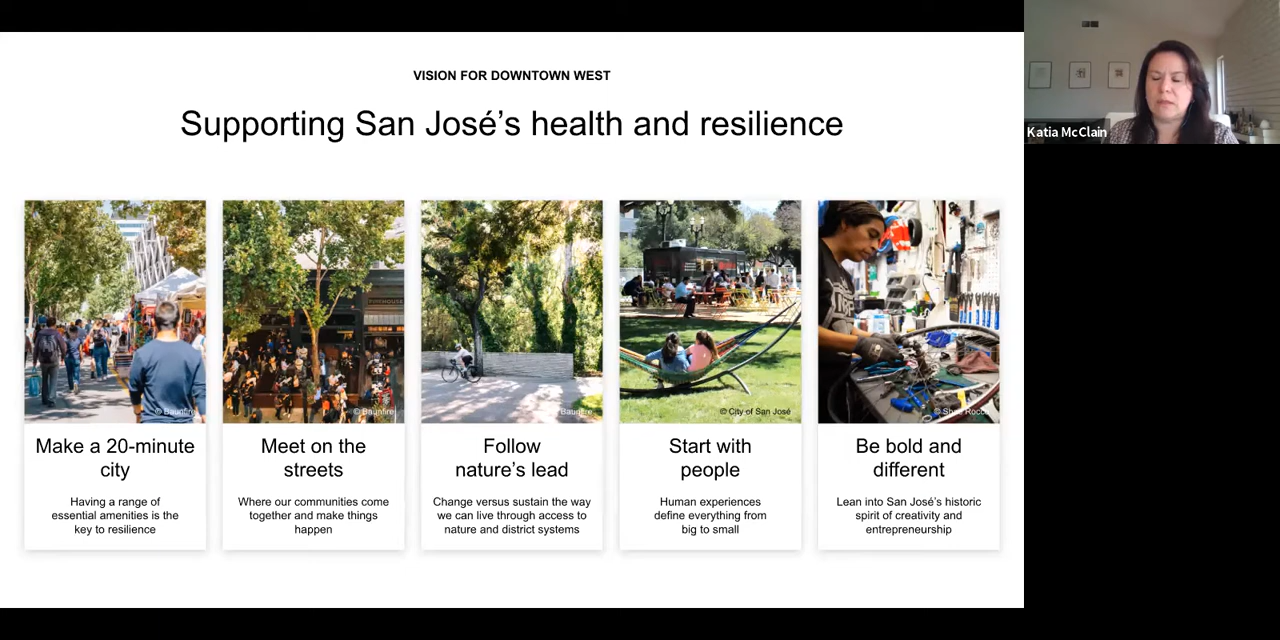 VISION FOR DOWNTOWN WEST
Supporting San José’s health and resilience
Katia McClain
© Baunfire
© Baunfire
Baunfire
© City of San José
Make a 20-minute
city
Having a range of
essential amenities is the
key to resilience
Meet on the
streets
Where our communities come
together and make things
happen
Follow
nature’s lead
Change versus sustain the way
we can live through access to
nature and district systems
Start with
people
Human experiences
define everything from
big to small
Be bold and
different
Lean into San José’s historic
spirit of creativity and
entrepreneurship